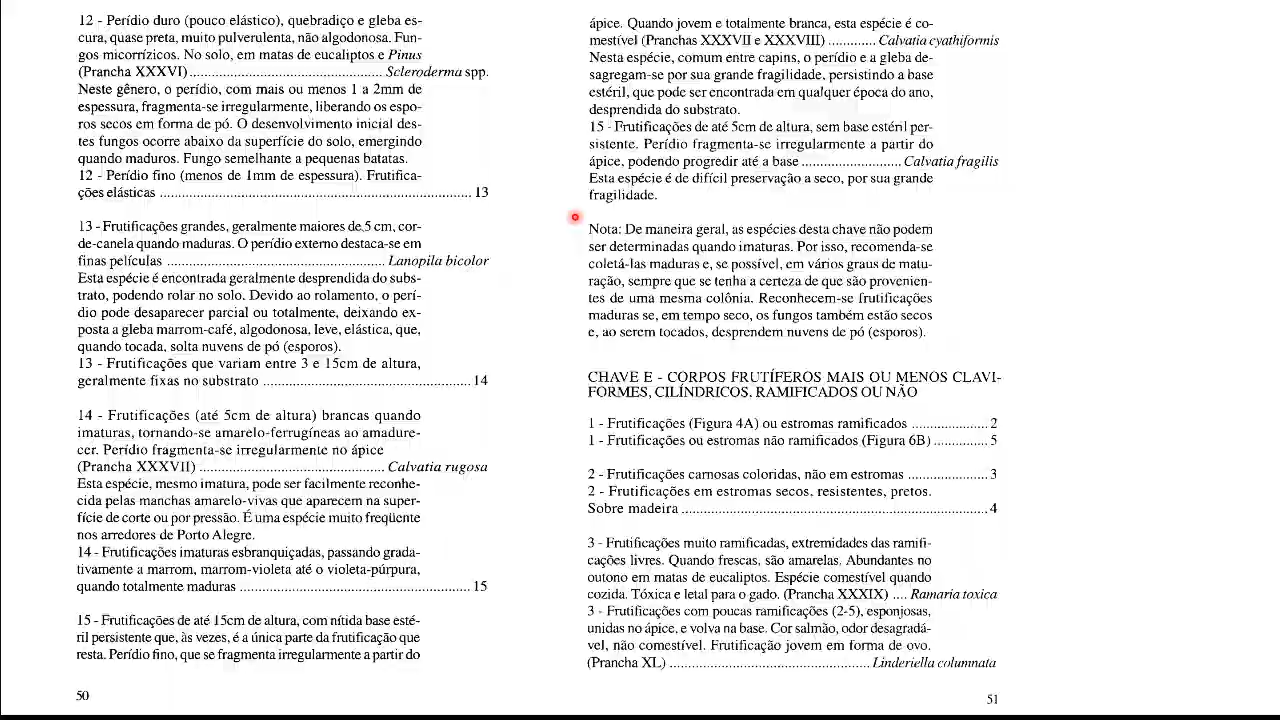 12 - Perídio duro (pouco elástico), quebradiço e gleba es-
cura, quase preta, muito pulverulenta, não algodonosa. Fun-
gos micorrízicos. No solo, em matas de eucaliptos e Pinus
(Prancha XXXVI) ................................................ Scleroderma spp.
Neste gênero, o perídio, com mais ou menos 1 a 2mm de
espessura, fragmenta-se irregularmente, liberando os espo-
ros secos em forma de pó. O desenvolvimento inicial des-
tes fungos ocorre abaixo da superfície do solo, emergindo
quando maduros. Fungo semelhante a pequenas batatas.
12 - Perídio fino (menos de 1mm de espessura). Frutifica-
ções elásticas ................................................................................ 13
13 - Frutificações grandes, geralmente maiores de 5 cm, cor-
de-canela quando maduras. O perídio externo destaca-se em
finas películas ....................................................... Lanopila bicolor
Esta espécie é encontrada geralmente desprendida do subs-
trato, podendo rolar no solo. Devido ao rolamento, o perí-
dio pode desaparecer parcial ou totalmente, deixando ex-
posta a gleba marrom-café, algodonosa, leve, elástica, que,
quando tocada, solta nuvens de pó (esporos).
13 - Frutificações que variam entre 3 e 15cm de altura,
geralmente fixas no substrato ..................................................... 14
14 - Frutificações (até 5cm de altura) brancas quando
imaturas, tornando-se amarelo-ferrugíneas ao amadure-
cer. Perídio fragmenta-se irregularmente no ápice
(Prancha XXXVII) .............................................. Calvatia rugosa
Esta espécie, mesmo imatura, pode ser facilmente reconhe-
cida pelas manchas amarelo-vivas que aparecem na super-
fície de corte ou por pressão. É uma espécie muito freqüente
nos arredores de Porto Alegre.
14 - Frutificações imaturas esbranquiçadas, passando grada-
tivamente a marrom, marrom-violeta até o violeta-púrpura,
quando totalmente maduras .......................................................... 15
15 - Frutificações de até 15cm de altura, com nítida base esté-
ril persistente que, às vezes, é a única parte da frutificação que
resta. Perídio fino, que se fragmenta irregularmente a partir do
50
ápice. Quando jovem e totalmente branca, esta espécie é co-
mestível (Pranchas XXXVII e XXXVIII) ............ Calvatia cyathiformis
Nesta espécie, comum entre capins, o perídio e a gleba de-
sagregam-se por sua grande fragilidade, persistindo a base
estéril, que pode ser encontrada em qualquer época do ano,
desprendida do substrato.
15 - Frutificações de até 5cm de altura, sem base estéril per-
sistente. Perídio fragmenta-se irregularmente a partir do
ápice, podendo progredir até a base ......................... Calvatia fragilis
Esta espécie é de difícil preservação a seco, por sua grande
fragilidade.
Nota: De maneira geral, as espécies desta chave não podem
ser determinadas quando imaturas. Por isso, recomenda-se
coletá-las maduras e, se possível, em vários graus de matu-
ração, sempre que se tenha a certeza de que são provenien-
tes de uma mesma colônia. Reconhecem-se frutificações
maduras se, em tempo seco, os fungos também estão secos
e, ao serem tocados, desprendem nuvens de pó (esporos).
CHAVE E - CORPOS FRUTÍFEROS MAIS OU MENOS CLAVI-
FORMES, CILÍNDRICOS, RAMIFICADOS OU NÃO
1 - Frutificações (Figura 4A) ou estromas ramificados .................... 2
1 - Frutificações ou estromas não ramificados (Figura 6B) .............. 5
2 - Frutificações carnosas coloridas, não em estromas .................... 3
2 - Frutificações em estromas secos, resistentes, pretos.
Sobre madeira .............................................................................. 4
3 - Frutificações muito ramificadas, extremidades das ramifi-
cações livres. Quando frescas, são amarelas. Abundantes no
outono em matas de eucaliptos. Espécie comestível quando
cozida. Tóxica e letal para o gado. (Prancha XXXIX) .... Ramaria toxica
3 - Frutificações com poucas ramificações (2-5), esponjosas,
unidas no ápice, e volva na base. Cor salmão, odor desagradá-
vel, não comestível. Frutificação jovem em forma de ovo.
(Prancha XL) .................................................... Linderiella columnata
51